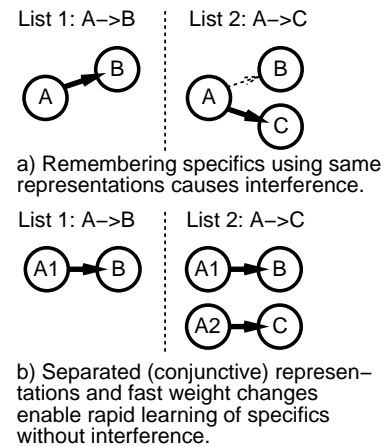 List 1: A−>B List 2: A−>C
B B
A A
C
a) Remembering specifics using same
representations causes interference.
List 1: A−>B List 2: A−>C
A1 B A1 B
A2 C
b) Separated (conjunctive) represen−
tations and fast weight changes
enable rapid learning of specifics
without interference.